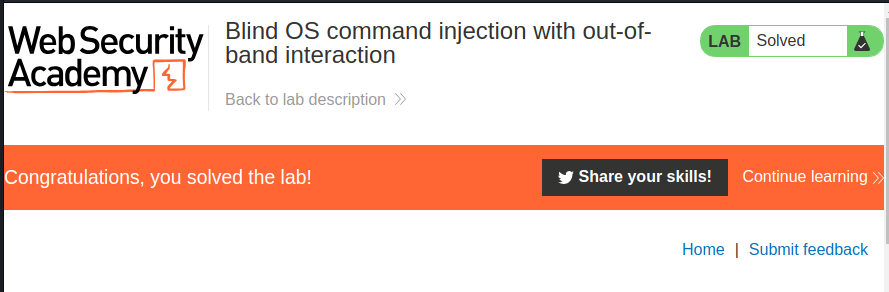 Web Security
Academy
Blind OS command injection with out-of-
band interaction
Back to lab description
LAB Solved
Congratulations, you solved the lab!
Share your skills!
Continue learning
Home | Submit feedback